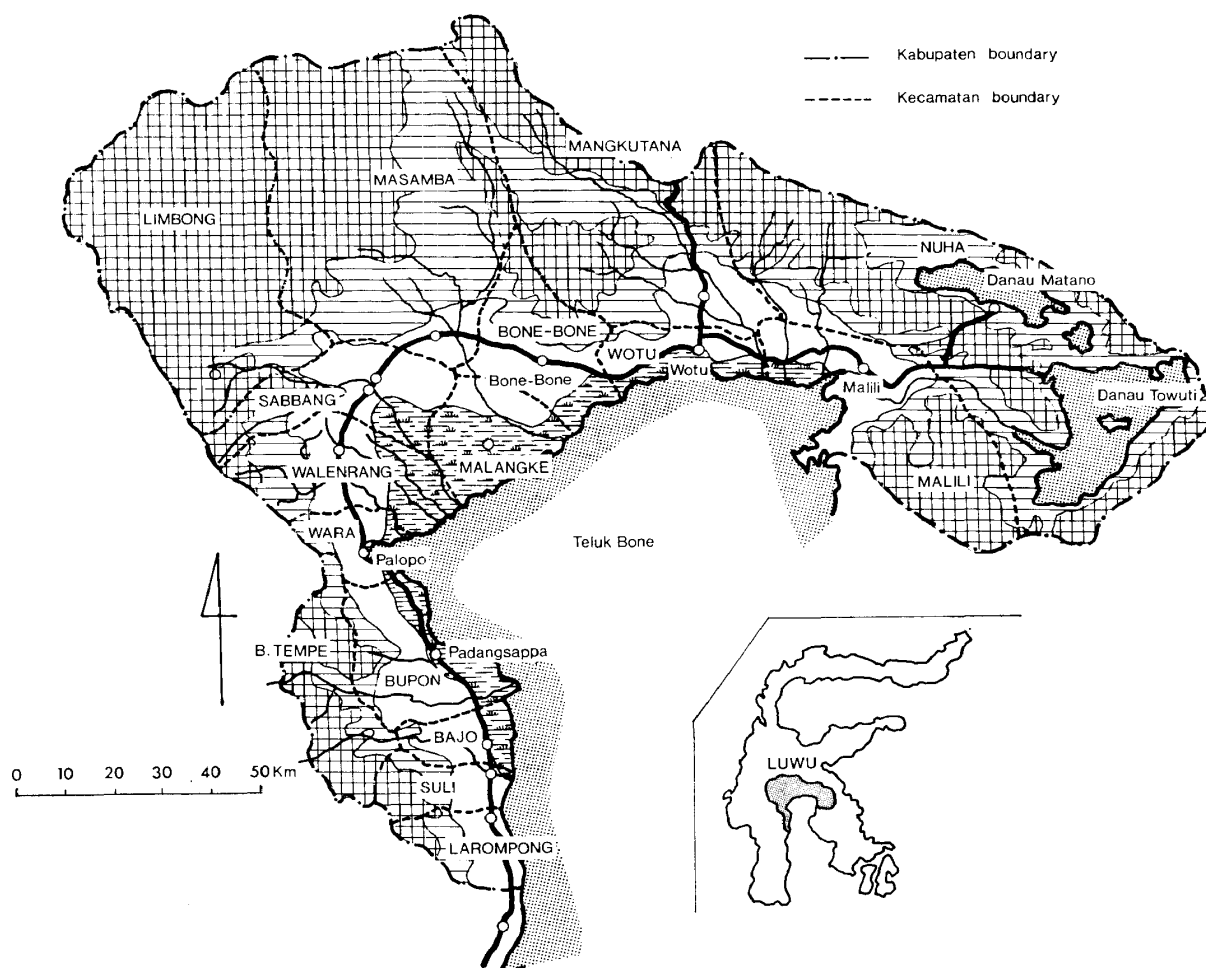 Kabupaten boundary
Kecamatan boundary
MANGKUTANA
MASAMBA
LIMBONG
NUHA
Danau Matano
BONE-BONE
WOTU
Wotu
Bone-Bone
Malili
SABBANG
Danau Towuti
WALENRANG
MALANGKE
MALILI
WARA
Palopo
Teluk Bone
B. TEMPE
Padangsappa
BUPON
BAJO
LUWU
0 10 20 30 40 50 Km
SULI
LAROMPONG